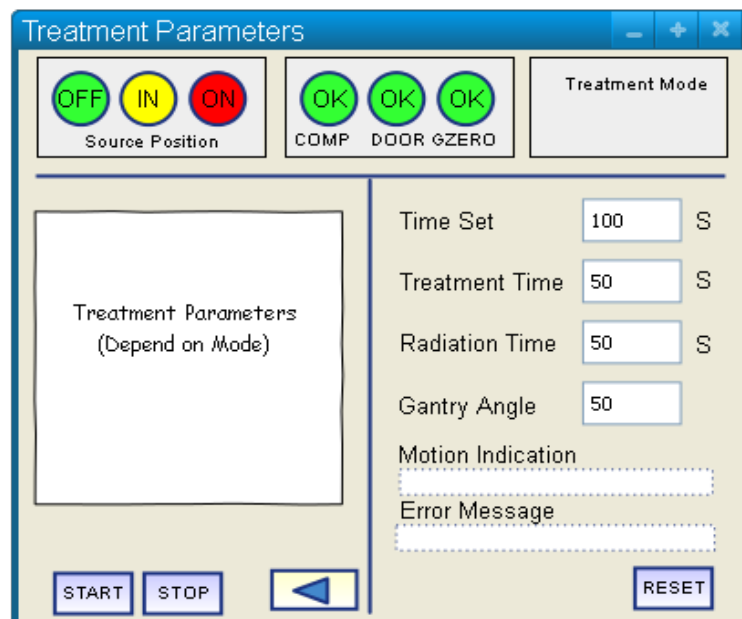 Treatment Parameters
OFF IN ON
Source Position
OK OK OK
COMP DOOR GZERO
Treatment Mode
Treatment Parameters
(Depend on Mode)
Time Set 100 S
Treatment Time 50 S
Radiation Time 50 S
Gantry Angle 50
Motion Indication
Error Message
START STOP
RESET